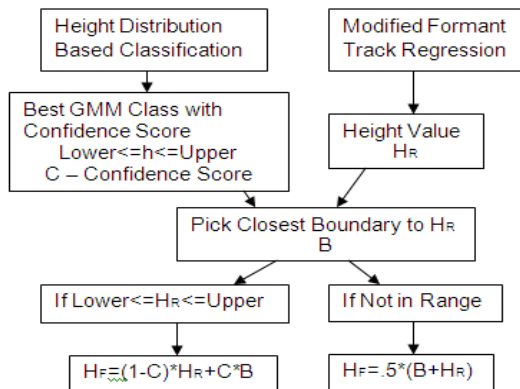 Height Distribution
Based Classification
Modified Formant
Track Regression
Best GMM Class with
Confidence Score
Lower<=h<=Upper
C – Confidence Score
Height Value
HR
Pick Closest Boundary to HR
B
If Lower<=HR<=Upper
If Not in Range
HF=(1-C)*HR+C*B
HF=.5*(B+HR)